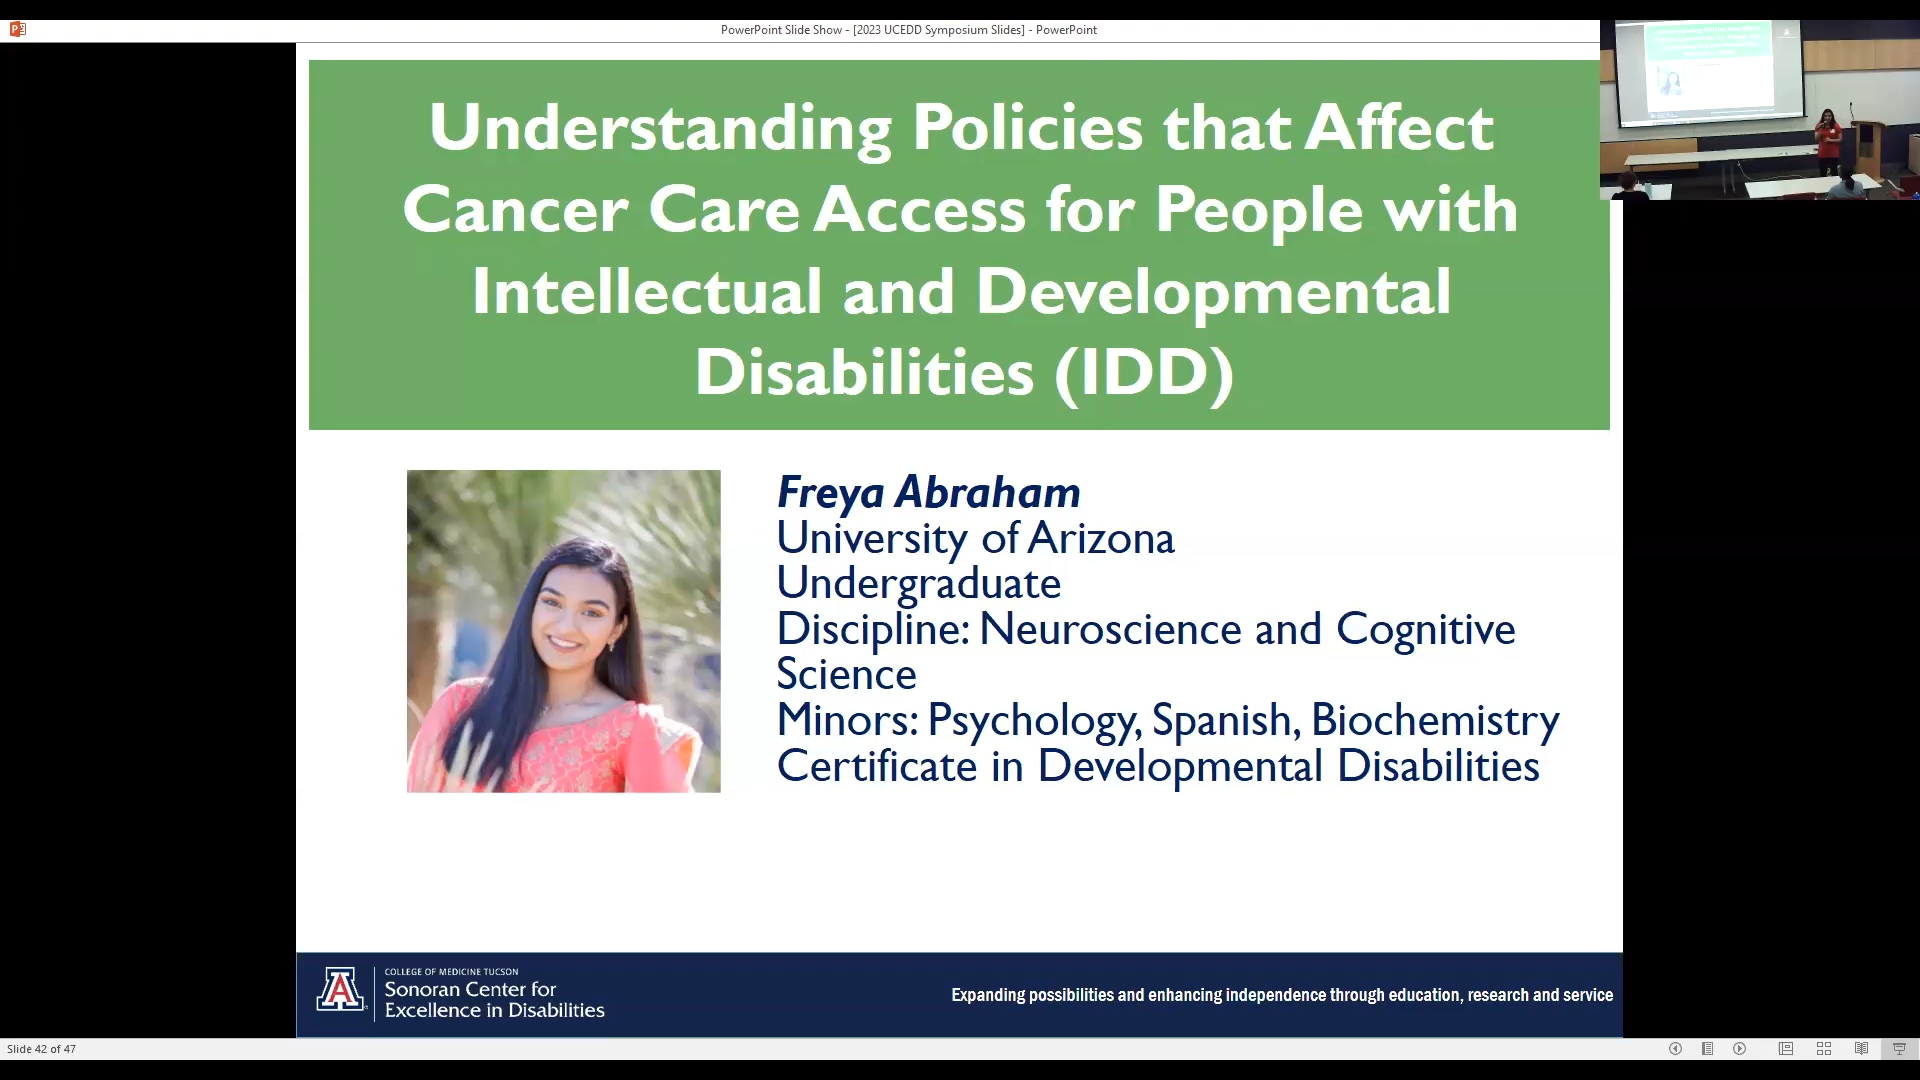 PowerPoint Slide Show - [2023 UCEDD Symposium Slides] - PowerPoint
Understanding Policies that Affect
Cancer Care Access for People with
Intellectual and Developmental
Disabilities (IDD)
Freya Abraham
University of Arizona
Undergraduate
Discipline: Neuroscience and Cognitive
Science
Minors: Psychology, Spanish, Biochemistry
Certificate in Developmental Disabilities
A
COLLEGE OF MEDICINE TUCSON
Sonoran Center for
Excellence in Disabilities
Expanding possibilities and enhancing independence through education, research and service
Slide 42 of 47